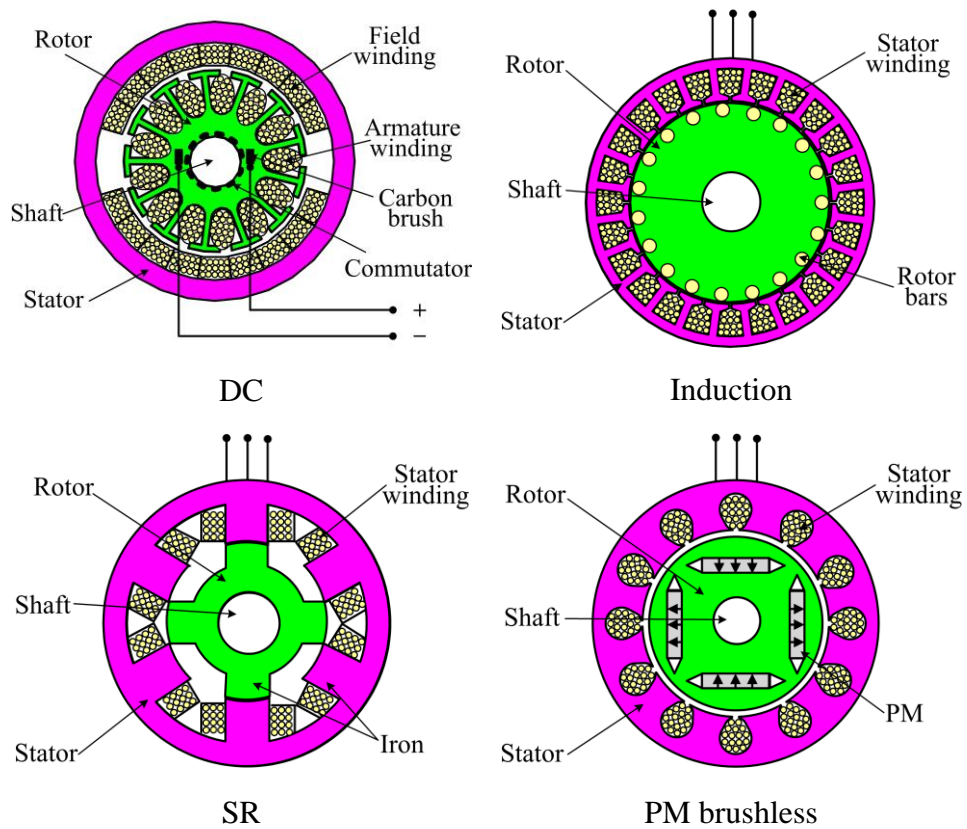 Rotor
Field
winding
Armature
winding
Shaft
Carbon
brush
Commutator
Stator
+
−
DC
Rotor
Stator
winding
Shaft
Rotor
bars
Stator
Induction
Rotor
Stator
winding
Shaft
Stator
Iron
SR
Rotor
Stator
winding
Shaft
PM
Stator
PM brushless